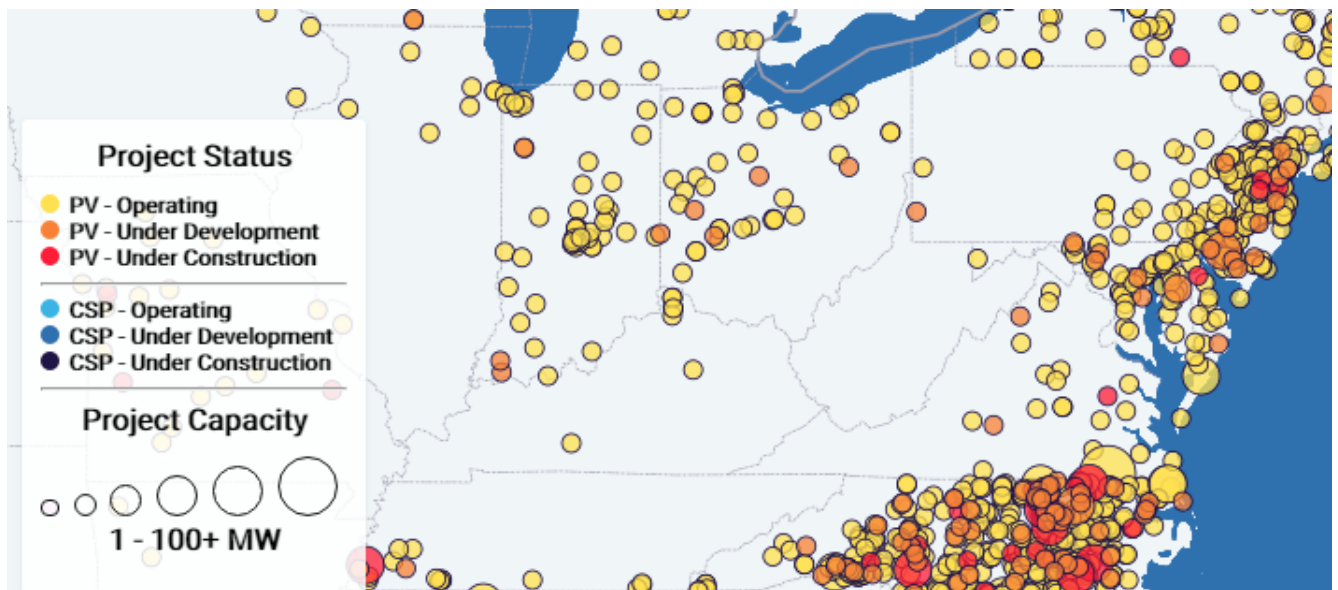 Project Status
PV - Operating
PV - Under Development
PV - Under Construction
CSP - Operating
CSP - Under Development
CSP - Under Construction
Project Capacity
1 - 100+ MW